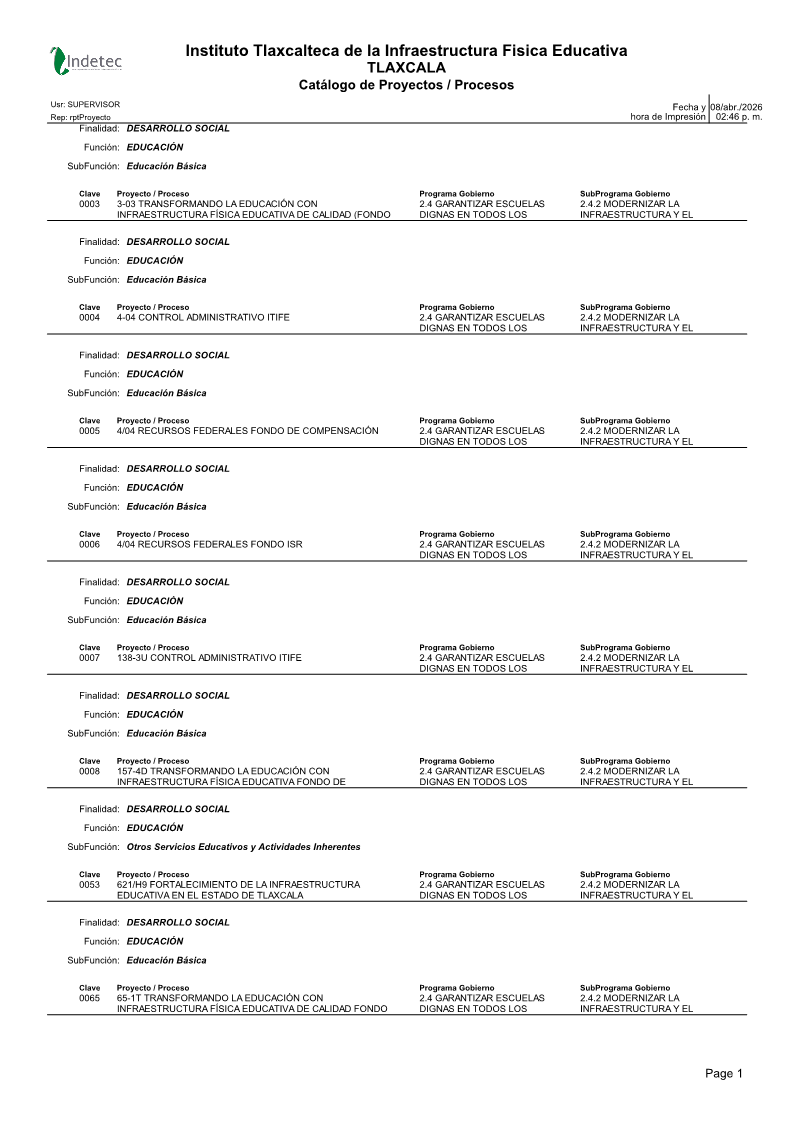 Indetec
Instituto Tlaxcalteca de la Infraestructura Fisica Educativa
TLAXCALA
Catálogo de Proyectos / Procesos
Usr: SUPERVISOR
Rep: rptProyecto
Fecha y 08/abr./2026
hora de Impresión 02:46 p. m.
Finalidad: DESARROLLO SOCIAL
Función: EDUCACIÓN
SubFunción: Educación Básica
Clave Proyecto / Proceso Programa Gobierno SubPrograma Gobierno
0003 3-03 TRANSFORMANDO LA EDUCACIÓN CON 2.4 GARANTIZAR ESCUELAS 2.4.2 MODERNIZAR LA
INFRAESTRUCTURA FÍSICA EDUCATIVA DE CALIDAD (FONDO DIGNAS EN TODOS LOS INFRAESTRUCTURA Y EL
Finalidad: DESARROLLO SOCIAL
Función: EDUCACIÓN
SubFunción: Educación Básica
Clave Proyecto / Proceso Programa Gobierno SubPrograma Gobierno
0004 4-04 CONTROL ADMINISTRATIVO ITIFE 2.4 GARANTIZAR ESCUELAS 2.4.2 MODERNIZAR LA
DIGNAS EN TODOS LOS INFRAESTRUCTURA Y EL
Finalidad: DESARROLLO SOCIAL
Función: EDUCACIÓN
SubFunción: Educación Básica
Clave Proyecto / Proceso Programa Gobierno SubPrograma Gobierno
0005 4/04 RECURSOS FEDERALES FONDO DE COMPENSACIÓN 2.4 GARANTIZAR ESCUELAS 2.4.2 MODERNIZAR LA
DIGNAS EN TODOS LOS INFRAESTRUCTURA Y EL
Finalidad: DESARROLLO SOCIAL
Función: EDUCACIÓN
SubFunción: Educación Básica
Clave Proyecto / Proceso Programa Gobierno SubPrograma Gobierno
0006 4/04 RECURSOS FEDERALES FONDO ISR 2.4 GARANTIZAR ESCUELAS 2.4.2 MODERNIZAR LA
DIGNAS EN TODOS LOS INFRAESTRUCTURA Y EL
Finalidad: DESARROLLO SOCIAL
Función: EDUCACIÓN
SubFunción: Educación Básica
Clave Proyecto / Proceso Programa Gobierno SubPrograma Gobierno
0007 138-3U CONTROL ADMINISTRATIVO ITIFE 2.4 GARANTIZAR ESCUELAS 2.4.2 MODERNIZAR LA
DIGNAS EN TODOS LOS INFRAESTRUCTURA Y EL
Finalidad: DESARROLLO SOCIAL
Función: EDUCACIÓN
SubFunción: Educación Básica
Clave Proyecto / Proceso Programa Gobierno SubPrograma Gobierno
0008 157-4D TRANSFORMANDO LA EDUCACIÓN CON 2.4 GARANTIZAR ESCUELAS 2.4.2 MODERNIZAR LA
INFRAESTRUCTURA FÍSICA EDUCATIVA FONDO DE DIGNAS EN TODOS LOS INFRAESTRUCTURA Y EL
Finalidad: DESARROLLO SOCIAL
Función: EDUCACIÓN
SubFunción: Otros Servicios Educativos y Actividades Inherentes
Clave Proyecto / Proceso Programa Gobierno SubPrograma Gobierno
0053 621/H9 FORTALECIMIENTO DE LA INFRAESTRUCTURA 2.4 GARANTIZAR ESCUELAS 2.4.2 MODERNIZAR LA
EDUCATIVA EN EL ESTADO DE TLAXCALA DIGNAS EN TODOS LOS INFRAESTRUCTURA Y EL
Finalidad: DESARROLLO SOCIAL
Función: EDUCACIÓN
SubFunción: Educación Básica
Clave Proyecto / Proceso Programa Gobierno SubPrograma Gobierno
0065 65-1T TRANSFORMANDO LA EDUCACIÓN CON 2.4 GARANTIZAR ESCUELAS 2.4.2 MODERNIZAR LA
INFRAESTRUCTURA FÍSICA EDUCATIVA DE CALIDAD FONDO DIGNAS EN TODOS LOS INFRAESTRUCTURA Y EL
Page 1